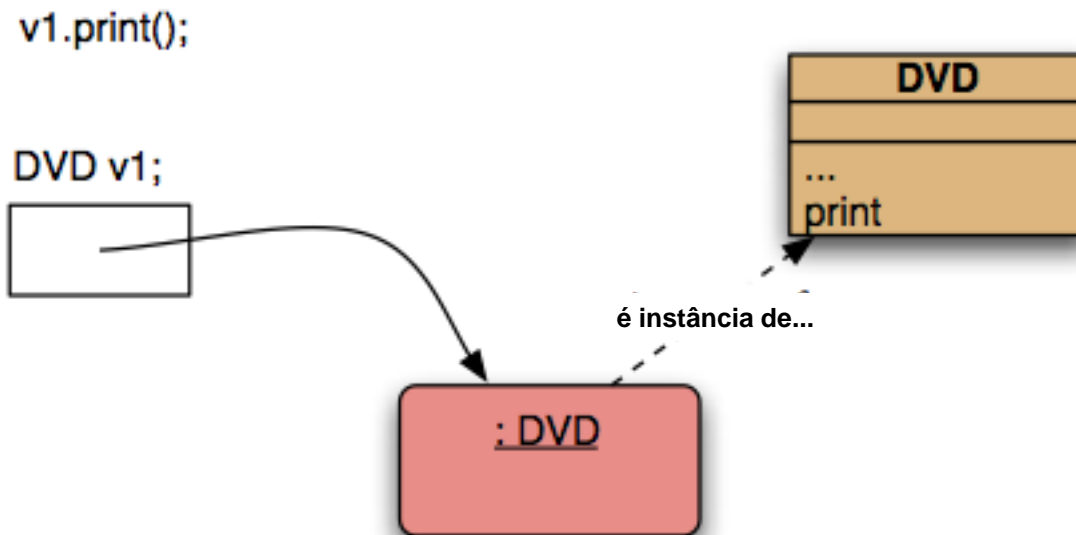 v1.print();
DVD
DVD v1;
...
print
é instância de...
: DVD